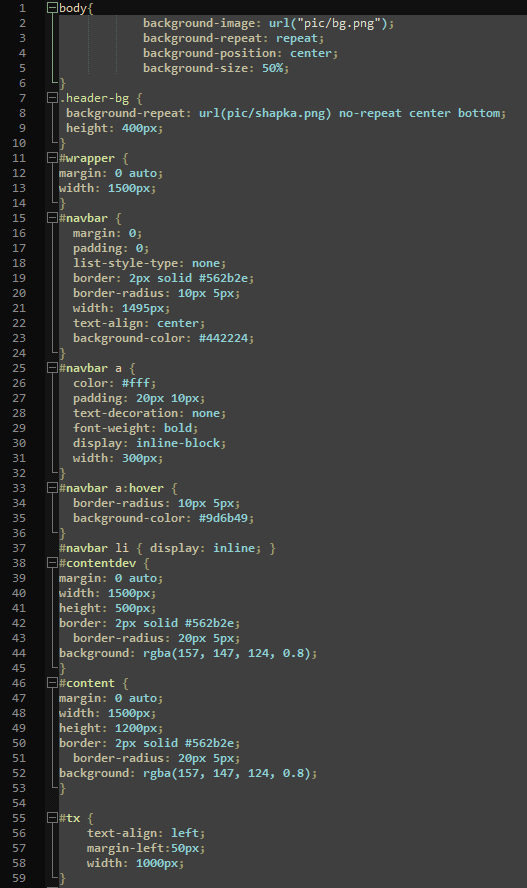 1 body{
2 background-image: url("pic/bg.png");
3 background-repeat: repeat;
4 background-position: center;
5 background-size: 50%;
6 }
7 .header-bg {
8 background-repeat: url(pic/shapka.png) no-repeat center bottom;
9 height: 400px;
10 }
11 #wrapper {
12 margin: 0 auto;
13 width: 1500px;
14 }
15 #navbar {
16 margin: 0;
17 padding: 0;
18 list-style-type: none;
19 border: 2px solid #562b2e;
20 border-radius: 10px 5px;
21 width: 1495px;
22 text-align: center;
23 background-color: #442224;
24 }
25 #navbar a {
26 color: #fff;
27 padding: 20px 10px;
28 text-decoration: none;
29 font-weight: bold;
30 display: inline-block;
31 width: 300px;
32 }
33 #navbar a:hover {
34 border-radius: 10px 5px;
35 background-color: #9d6b49;
36 }
37 #navbar li { display: inline; }
38 #contentdev {
39 margin: 0 auto;
40 width: 1500px;
41 height: 500px;
42 border: 2px solid #562b2e;
43 border-radius: 20px 5px;
44 background: rgba(157, 147, 124, 0.8);
45 }
46 #content {
47 margin: 0 auto;
48 width: 1500px;
49 height: 1200px;
50 border: 2px solid #562b2e;
51 border-radius: 20px 5px;
52 background: rgba(157, 147, 124, 0.8);
53 }
54
55 #tx {
56 text-align: left;
57 margin-left:50px;
58 width: 1000px;
59 }